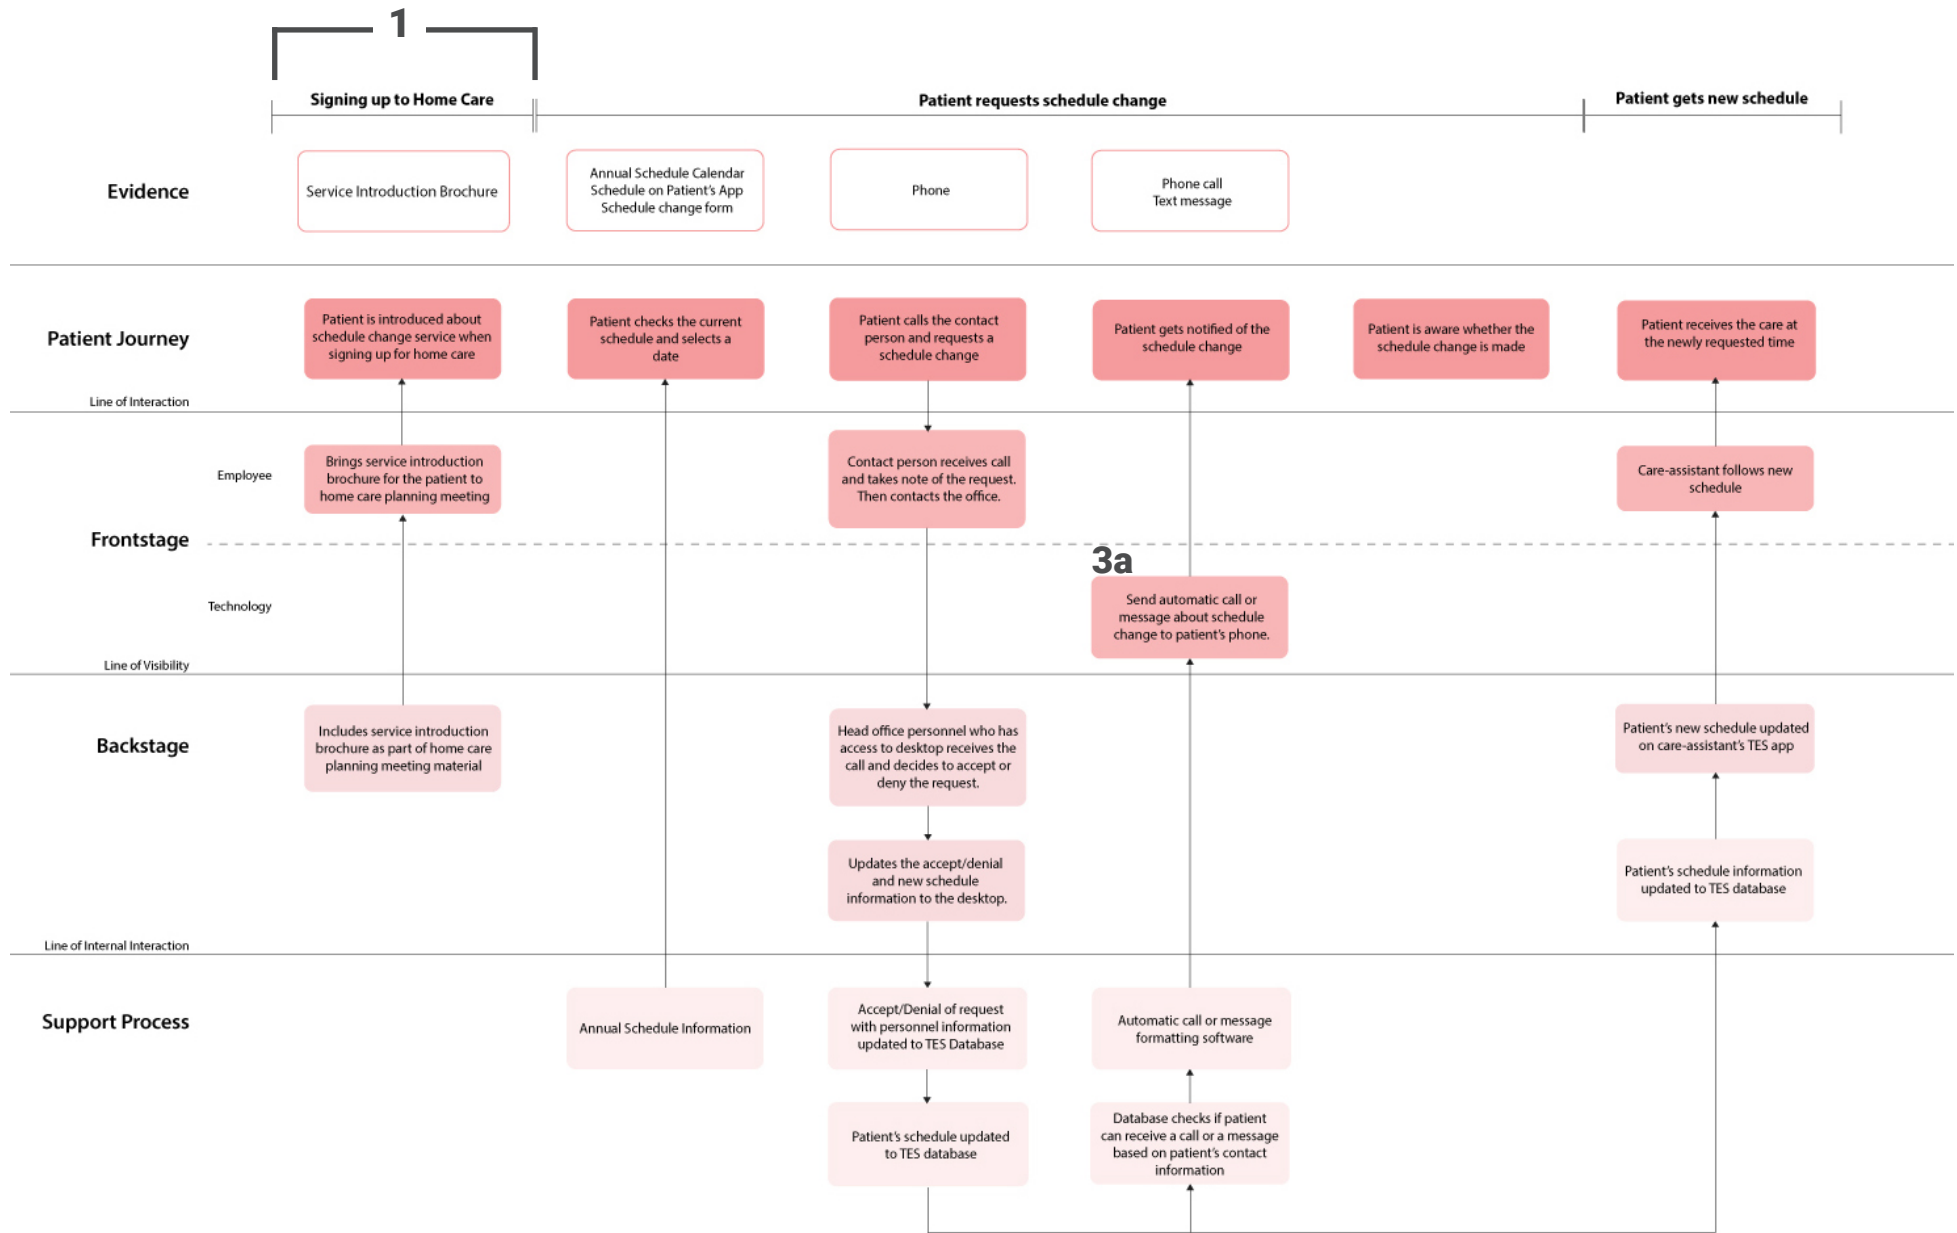 1
Signing up to Home Care
Patient requests schedule change
Patient gets new schedule
Evidence
Service Introduction Brochure
Annual Schedule Calendar
Schedule on Patient's App
Schedule change form
Phone
Phone call
Text message
Patient Journey
Patient is introduced about
schedule change service when
signing up for home care
Patient checks the current
schedule and selects a
date
Patient calls the contact
person and requests a
schedule change
Patient gets notified of the
schedule change
Patient is aware whether the
schedule change is made
Patient receives the care at
the newly requested time
Line of Interaction
Employee
Brings service introduction
brochure for the patient to
home care planning meeting
Contact person receives call
and takes note of the request.
Then contacts the office.
Care-assistant follows new
schedule
Frontstage
3a
Technology
Send automatic call or
message about schedule
change to patient's phone.
Line of Visibility
Backstage
Includes service introduction
brochure as part of home care
planning meeting material
Head office personnel who has
access to desktop receives the
call and decides to accept or
deny the request.
Patient's new schedule updated
on care-assistant's TES app
Updates the accept/denial
and new schedule
information to the desktop.
Patient's schedule information
updated to TES database
Line of Internal Interaction
Support Process
Annual Schedule Information
Accept/Denial of request
with personnel information
updated to TES Database
Automatic call or message
formatting software
Patient's schedule updated
to TES database
Database checks if patient
can receive a call or a message
based on patient's contact
information